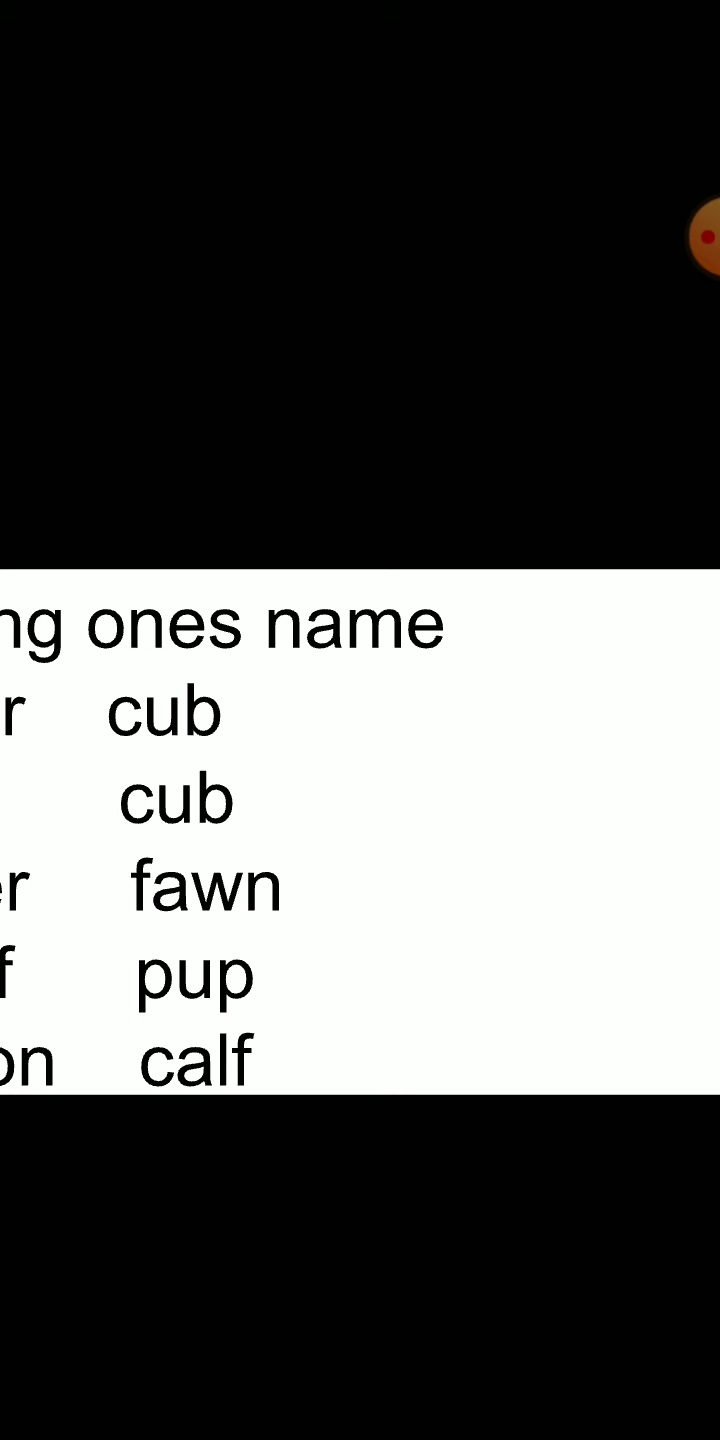 ng ones name
r cub
cub
er fawn
f pup
on calf